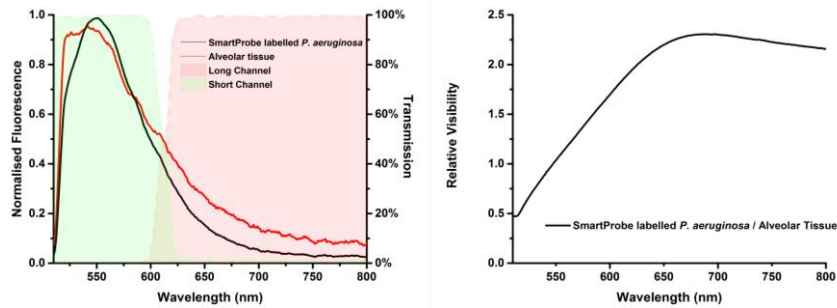 1.0
0.8
0.6
0.4
0.2
0.0
Normalised Fluorescence
SmartProbe labelled P. aeruginosa
Alveolar tissue
Long Channel
Short Channel
100%
80%
60%
40%
20%
0%
Transmission
550 600 650 700 750 800
Wavelength (nm)
2.5
2.0
1.5
1.0
0.5
0.0
Relative Visibility
SmartProbe labelled P. aeruginosa / Alveolar Tissue
550 600 650 700 750 800
Wavelength (nm)